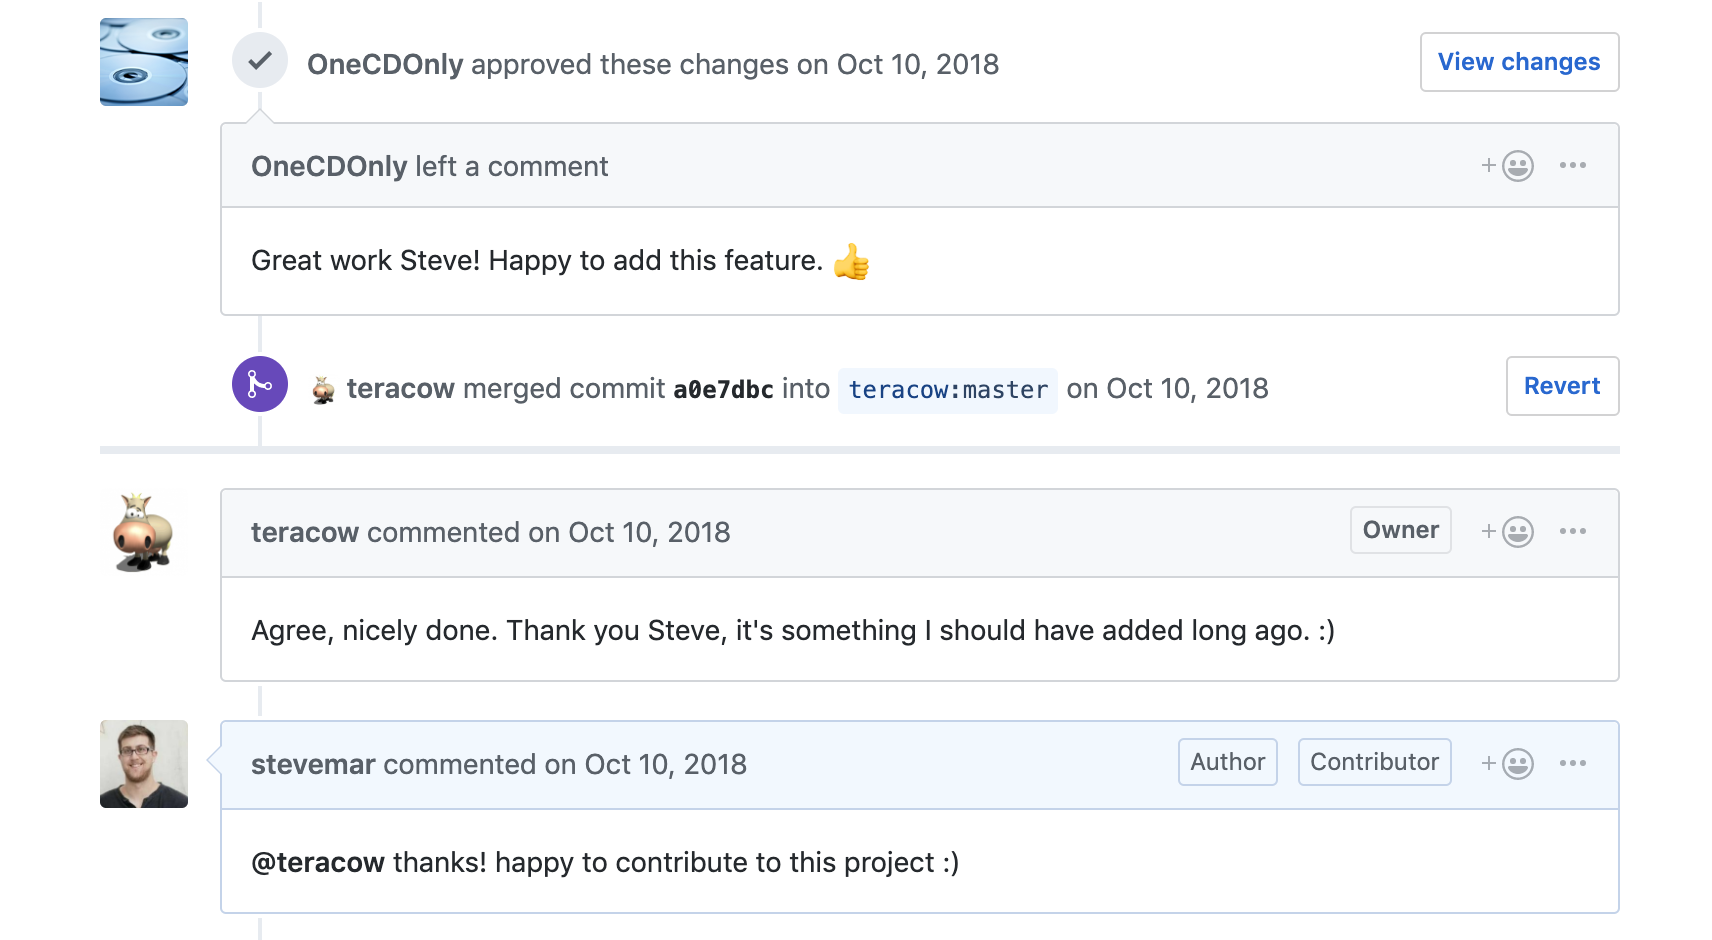 OneCDOnly approved these changes on Oct 10, 2018
View changes
OneCDOnly left a comment
Great work Steve! Happy to add this feature. 👍
teracow merged commit a0e7dbc into teracow:master on Oct 10, 2018
Revert
teracow commented on Oct 10, 2018
Owner
Agree, nicely done. Thank you Steve, it's something I should have added long ago. :)
stevemar commented on Oct 10, 2018
Author
Contributor
@teracow thanks! happy to contribute to this project :)